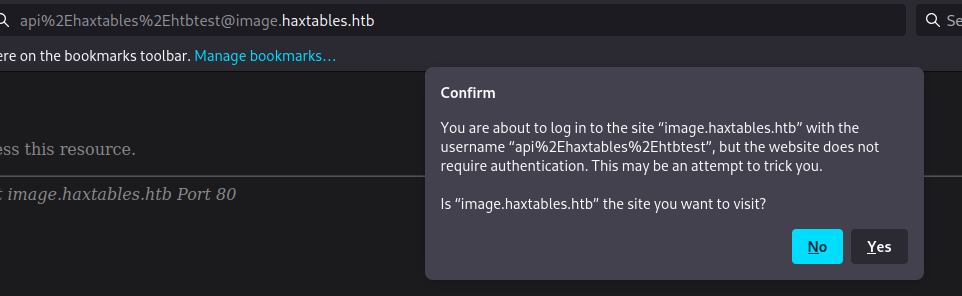 api%2Ehaxtables%2Ehtbtest@image.haxtables.htb Se
ere on the bookmarks toolbar. Manage bookmarks…
Confirm
You are about to log in to the site “image.haxtables.htb” with the
username “api%2Ehaxtables%2Ehtbtest”, but the website does not
require authentication. This may be an attempt to trick you.
ess this resource.
t image.haxtables.htb Port 80
Is “image.haxtables.htb” the site you want to visit?
No Yes